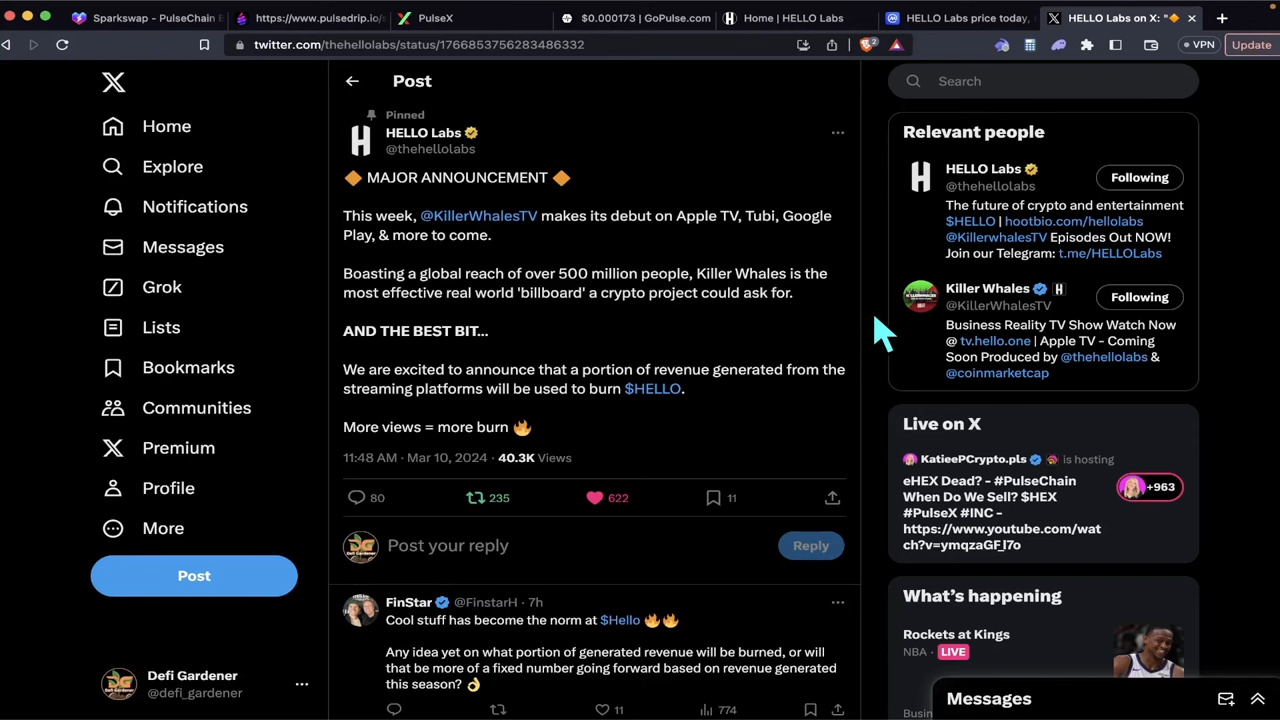 Sparkswap - PulseChain E
https://www.pulsedrip.io/s
PulseX
$0.000173 | GoPulse.com
Home | HELLO Labs
HELLO Labs price today,
HELLO Labs on X: "🔶
twitter.com/thehellolabs/status/1766853756283486332
2
VPN
Update
Home
Explore
Notifications
Messages
Grok
Lists
Bookmarks
Communities
Premium
Profile
More
Post
Defi Gardener
@defi_gardener
Post
Pinned
HELLO Labs
@thehellolabs
🔶 MAJOR ANNOUNCEMENT 🔶
This week, @KillerWhalesTV makes its debut on Apple TV, Tubi, Google
Play, & more to come.
Boasting a global reach of over 500 million people, Killer Whales is the
most effective real world 'billboard' a crypto project could ask for.
AND THE BEST BIT...
We are excited to announce that a portion of revenue generated from the
streaming platforms will be used to burn $HELLO.
More views = more burn 🔥
11:48 AM · Mar 10, 2024 · 40.3K Views
80
235
622
11
Post your reply
Reply
FinStar @FinstarH · 7h
Cool stuff has become the norm at $Hello 🔥🔥
Any idea yet on what portion of generated revenue will be burned, or will
that be more of a fixed number going forward based on revenue generated
this season? 👌
11
774
Search
Relevant people
HELLO Labs
@thehellolabs
Following
The future of crypto and entertainment
$HELLO | hootbio.com/hellolabs
@KillerwhalesTV Episodes Out NOW!
Join our Telegram: t.me/HELLOLabs
Killer Whales
@KillerWhalesTV
Following
Business Reality TV Show Watch Now
@ tv.hello.one | Apple TV - Coming
Soon Produced by @thehellolabs &
@coinmarketcap
Live on X
KatieePCrypto.pls is hosting
eHEX Dead? - #PulseChain
When Do We Sell? $HEX
#PulseX #INC -
https://www.youtube.com/wat
ch?v=ymqzaGF_I7o
+963
What's happening
Rockets at Kings
NBA · LIVE
Messages